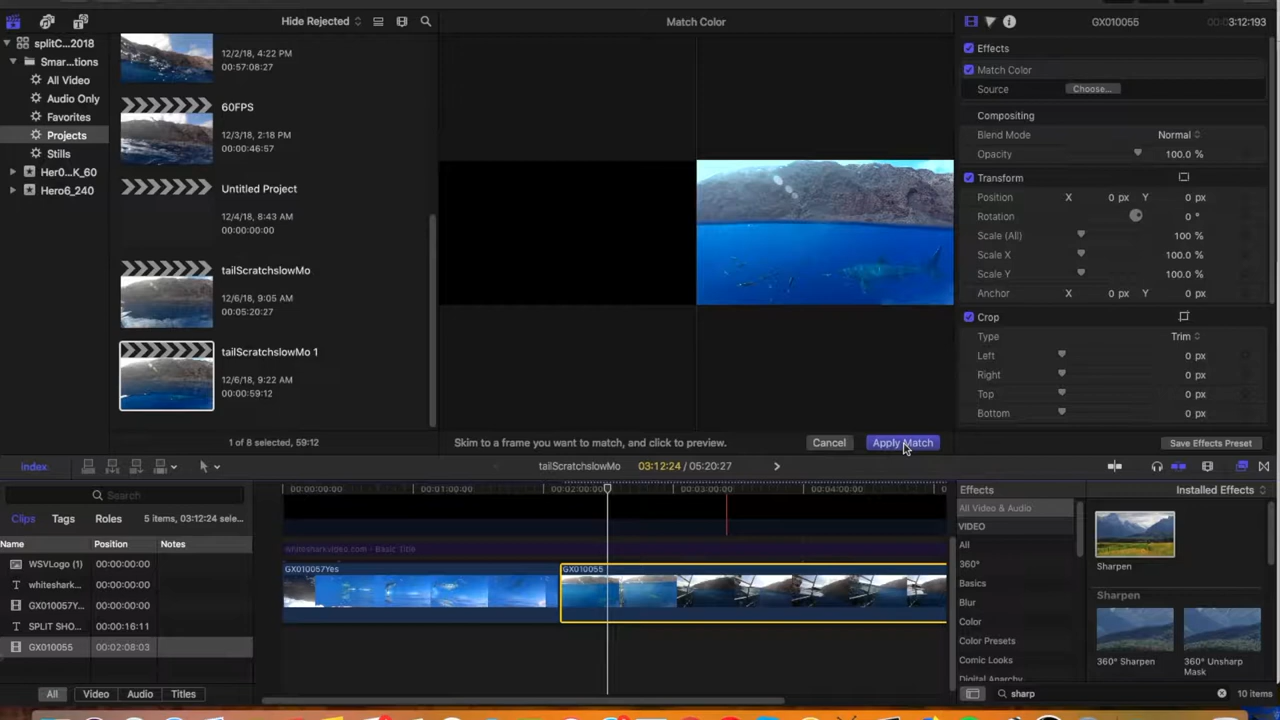 Hide Rejected
Match Color
GX010055
3:12:193
splitC...2018
Smar...tions
All Video
Audio Only
Favorites
Projects
Stills
Her0...K_60
Hero6_240
12/2/18, 4:22 PM
00:57:08:27
60FPS
12/3/18, 2:18 PM
00:00:46:57
Untitled Project
12/4/18, 8:43 AM
00:00:00:00
tailScratchslowMo
12/6/18, 9:05 AM
00:05:20:27
tailScratchslowMo 1
12/6/18, 9:22 AM
00:00:59:12
1 of 8 selected, 59:12
Skim to a frame you want to match, and click to preview.
Cancel
Apply Match
Effects
Match Color
Source Choose...
Compositing
Blend Mode Normal
Opacity 100.0 %
Transform
Position X 0 px Y 0 px
Rotation 0 °
Scale (All) 100 %
Scale X 100.0 %
Scale Y 100.0 %
Anchor X 0 px Y 0 px
Crop
Type Trim
Left 0 px
Right 0 px
Top 0 px
Bottom 0 px
Save Effects Preset
index
tailScratchslowMo 03:12:24 / 05:20:27
Search
Clips Tags Roles 5 items, 03:12:24 sele...
Name Position Notes
WSVLogo (1) 00:00:00:00
whiteshark... 00:00:00:00
GX010057Y... 00:00:00:00
SPLIT SHO... 00:00:16:11
GX010055 00:02:08:03
All Video Audio Titles
00:00:00:00 00:01:00:00 00:02:00:00 00:03:00:00 00:04:00:00
whitesharkvideo.com - Basic Title
GX010057Yes
GX010055
Effects Installed Effects
All Video & Audio
VIDEO
All
360°
Basics
Blur
Color
Color Presets
Comic Looks
Digital Anarchy
Sharpen
Sharpen
360° Sharpen
360° Unsharp
Mask
sharp
10 items